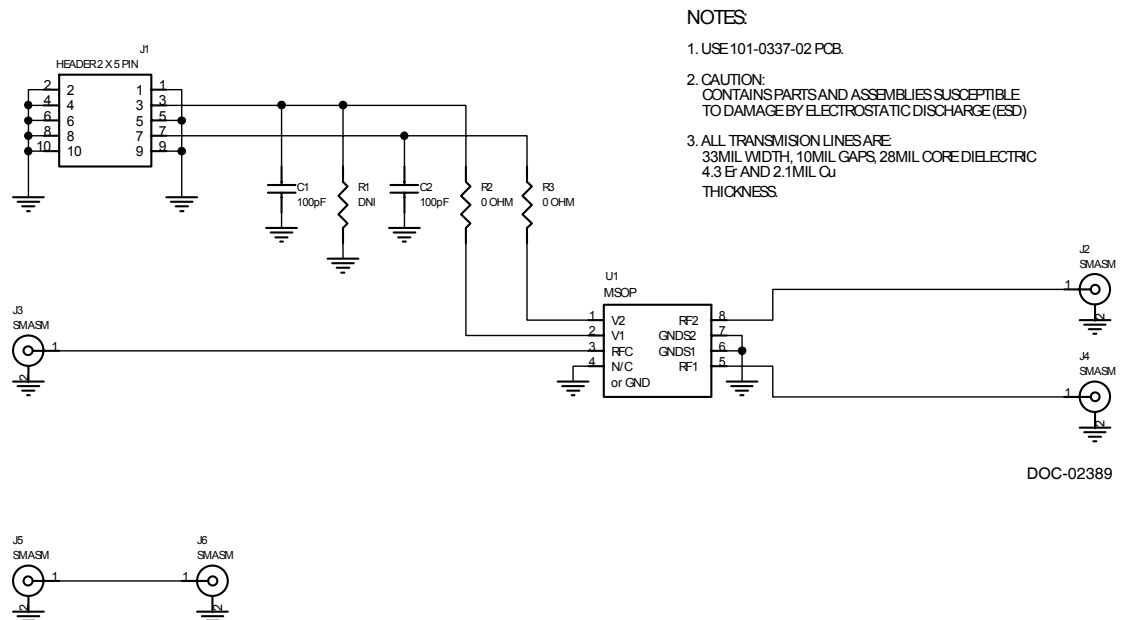 NOTES:
1. USE 101-0337-02 PCB.
2. CAUTION:
CONTAINS PARTS AND ASSEMBLIES SUSCEPTIBLE
TO DAMAGE BY ELECTROSTATIC DISCHARGE (ESD)
3. ALL TRANSMISION LINES ARE:
33MIL WIDTH, 10MIL GAPS, 28MIL CORE DIELECTRIC
4.3 Er AND 2.1MIL Cu
THICKNESS.
J1
HEADER 2 X 5 PIN
2 2 1 1
4 4 3 3
6 6 5 5
8 8 7 7
10 10 9 9
C1
100pF
R1
DNI
C2
100pF
R2
0 OHM
R3
0 OHM
U1
MSOP
1 V2 RF2 8
2 V1 GNDS2 7
3 RFC GNDS1 6
4 N/C RF1 5
or GND
J3
SMASM
1
2
J2
SMASM
1
2
J4
SMASM
1
2
DOC-02389
J5
SMASM
1
2
J6
SMASM
1
2